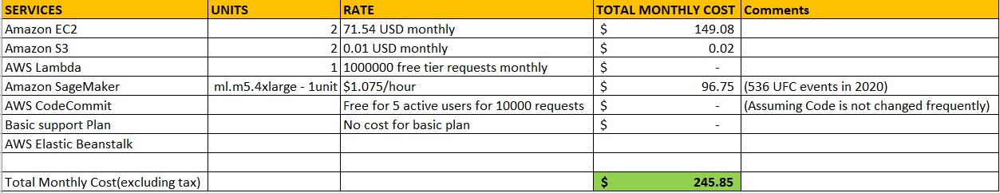 SERVICES UNITS RATE TOTAL MONTHLY COST Comments
Amazon EC2 2 71.54 USD monthly $ 149.08
Amazon S3 2 0.01 USD monthly $ 0.02
AWS Lambda 1 1000000 free tier requests monthly $ -
Amazon SageMaker ml.m5.4xlarge - 1unit $1.075/hour $ 96.75 (536 UFC events in 2020)
AWS CodeCommit Free for 5 active users for 10000 requests $ - (Assuming Code is not changed frequently)
Basic support Plan No cost for basic plan $ -
AWS Elastic Beanstalk
Total Monthly Cost(excluding tax) $ 245.85